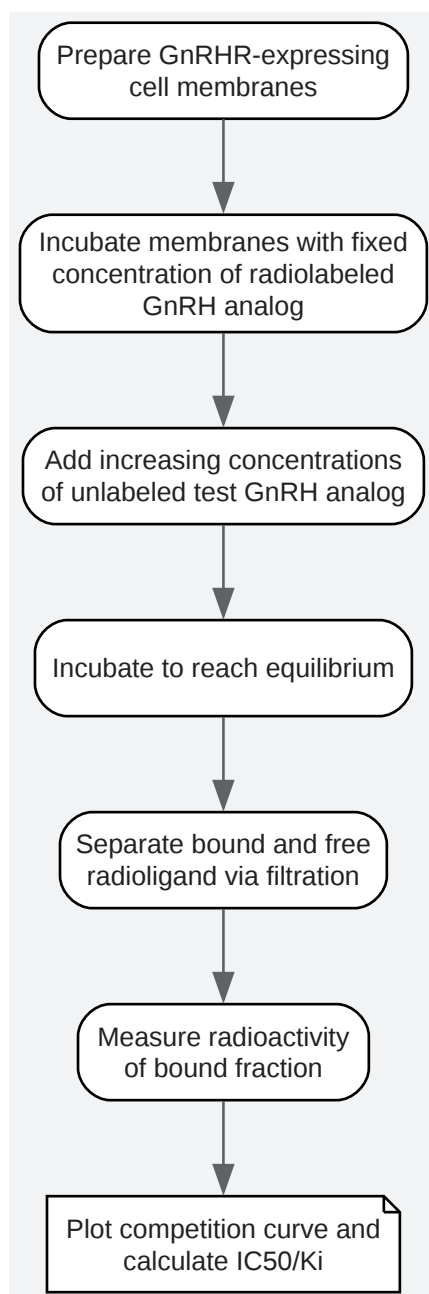 Prepare GnRHR-expressing
cell membranes
Incubate membranes with fixed
concentration of radiolabeled
GnRH analog
Add increasing concentrations
of unlabeled test GnRH analog
Incubate to reach equilibrium
Separate bound and free
radioligand via filtration
Measure radioactivity
of bound fraction
Plot competition curve and
calculate IC50/Ki